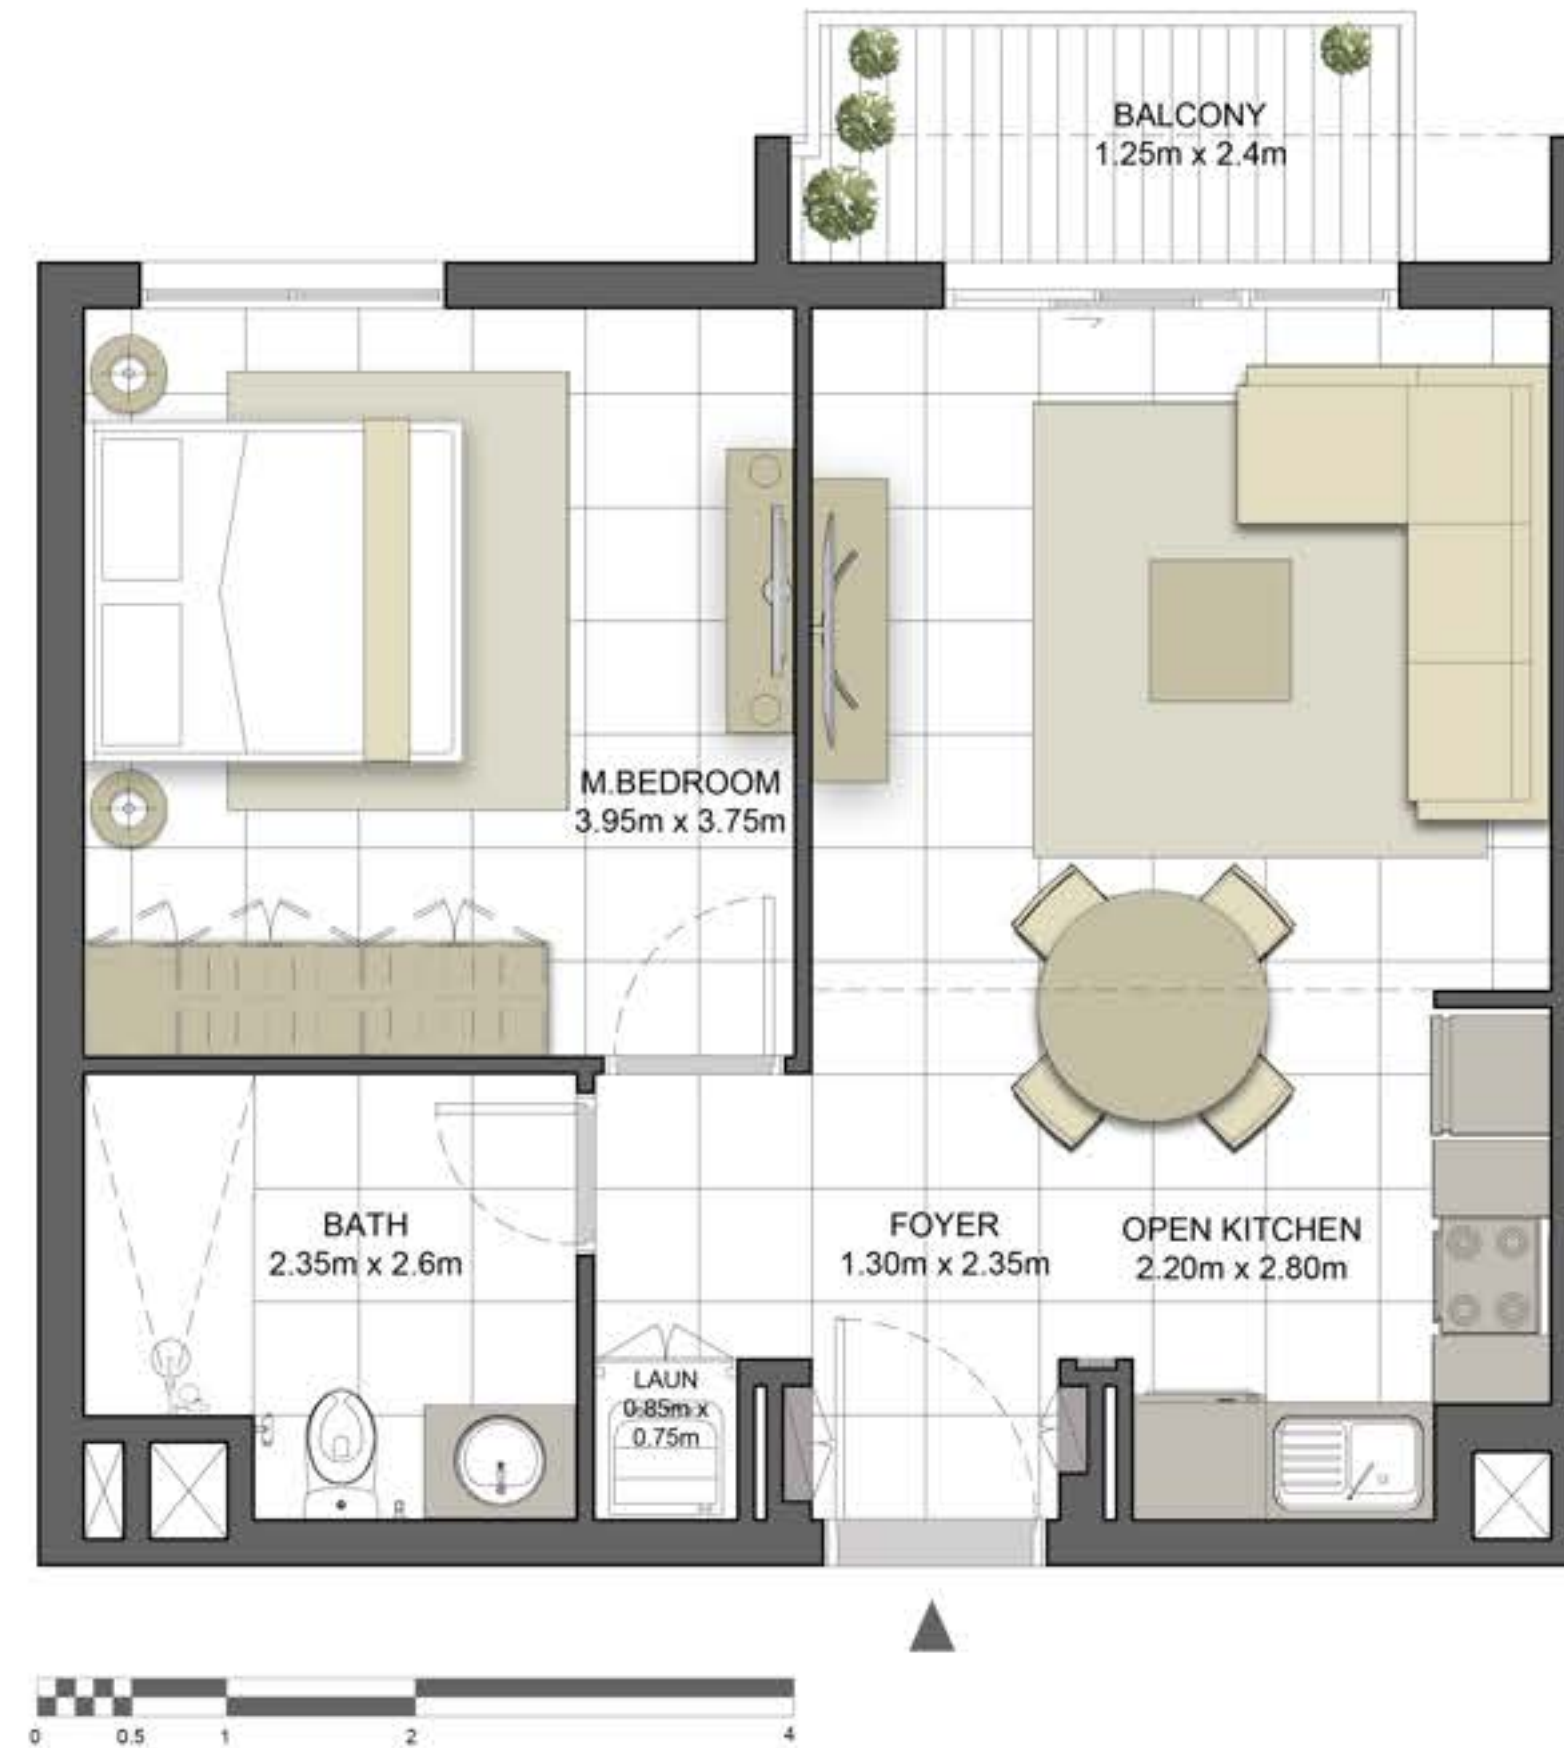 BALCONY
1.25m x 2.4m
M.BEDROOM
3.95m x 3.75m
BATH
2.35m x 2.6m
FOYER
1.30m x 2.35m
OPEN KITCHEN
2.20m x 2.80m
LAUN
0.85m x
0.75m
0 0.5 1 2 4